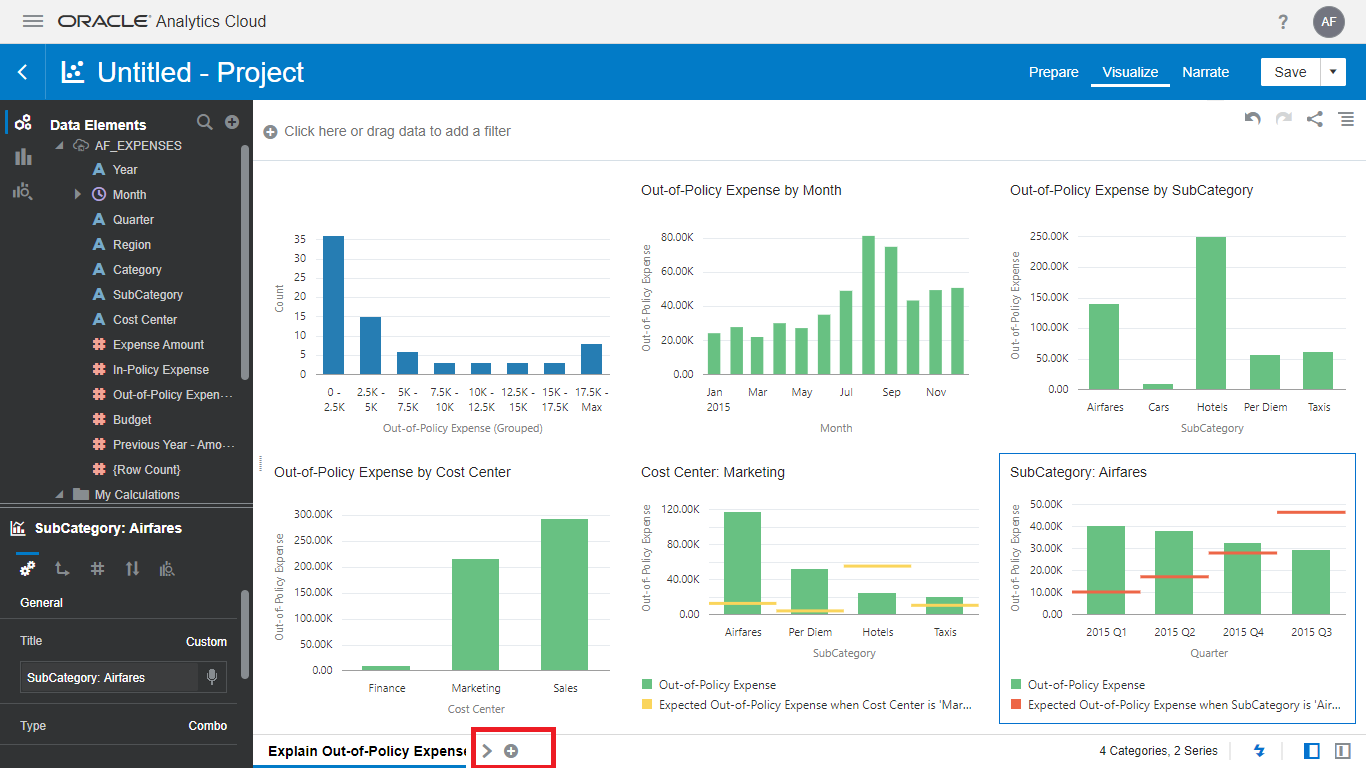 ORACLE Analytics Cloud
? AF
Untitled - Project
Prepare Visualize Narrate Save
Data Elements
AF_EXPENSES
A Year
Month
A Quarter
A Region
A Category
A SubCategory
A Cost Center
# Expense Amount
# In-Policy Expense
# Out-of-Policy Expen···
# Budget
# Previous Year - Amo···
# {Row Count}
My Calculations
SubCategory: Airfares
General
Title Custom
SubCategory: Airfares
Type Combo
Click here or drag data to add a filter
Count
35
30
25
20
15
10
5
0
0 - 2.5K - 5K - 7.5K - 10K - 12.5K - 15K - 17.5K -
2.5K 5K 7.5K 10K 12.5K 15K 17.5K Max
Out-of-Policy Expense (Grouped)
Out-of-Policy Expense by Month
Out-of-Policy Expense
80.00K
60.00K
40.00K
20.00K
0.00
Jan Mar May Jul Sep Nov
2015
Month
Out-of-Policy Expense by SubCategory
Out-of-Policy Expense
250.00K
200.00K
150.00K
100.00K
50.00K
0.00
Airfares Cars Hotels Per Diem Taxis
SubCategory
Out-of-Policy Expense by Cost Center
Out-of-Policy Expense
300.00K
250.00K
200.00K
150.00K
100.00K
50.00K
0.00
Finance Marketing Sales
Cost Center
Cost Center: Marketing
Out-of-Policy Expense
120.00K
80.00K
40.00K
0.00
Airfares Per Diem Hotels Taxis
SubCategory
Out-of-Policy Expense
Expected Out-of-Policy Expense when Cost Center is 'Mar...
SubCategory: Airfares
Out-of-Policy Expense
50.00K
40.00K
30.00K
20.00K
10.00K
0.00
2015 Q1 2015 Q2 2015 Q4 2015 Q3
Quarter
Out-of-Policy Expense
Expected Out-of-Policy Expense when SubCategory is 'Air...
Explain Out-of-Policy Expense
4 Categories, 2 Series